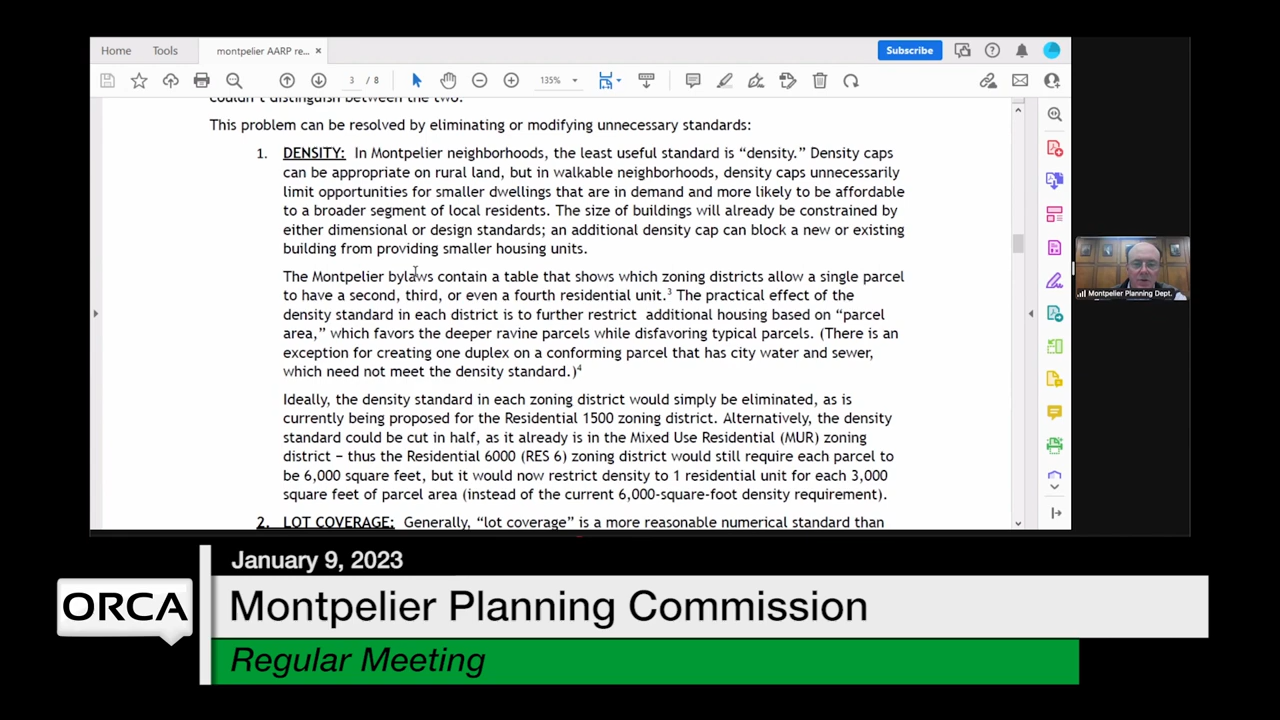 Home
Tools
montpelier AARP re... ×
Subscribe
3 / 8
135%
couldn't distinguish between the two.
This problem can be resolved by eliminating or modifying unnecessary standards:
1. DENSITY: In Montpelier neighborhoods, the least useful standard is “density.” Density caps
can be appropriate on rural land, but in walkable neighborhoods, density caps unnecessarily
limit opportunities for smaller dwellings that are in demand and more likely to be affordable
to a broader segment of local residents. The size of buildings will already be constrained by
either dimensional or design standards; an additional density cap can block a new or existing
building from providing smaller housing units.
The Montpelier bylaws contain a table that shows which zoning districts allow a single parcel
to have a second, third, or even a fourth residential unit.3 The practical effect of the
density standard in each district is to further restrict additional housing based on “parcel
area,” which favors the deeper ravine parcels while disfavoring typical parcels. (There is an
exception for creating one duplex on a conforming parcel that has city water and sewer,
which need not meet the density standard.)4
Ideally, the density standard in each zoning district would simply be eliminated, as is
currently being proposed for the Residential 1500 zoning district. Alternatively, the density
standard could be cut in half, as it already is in the Mixed Use Residential (MUR) zoning
district – thus the Residential 6000 (RES 6) zoning district would still require each parcel to
be 6,000 square feet, but it would now restrict density to 1 residential unit for each 3,000
square feet of parcel area (instead of the current 6,000-square-foot density requirement).
2. LOT COVERAGE: Generally, “lot coverage” is a more reasonable numerical standard than
Montpelier Planning Dept.
January 9, 2023
ORCA
Montpelier Planning Commission
Regular Meeting